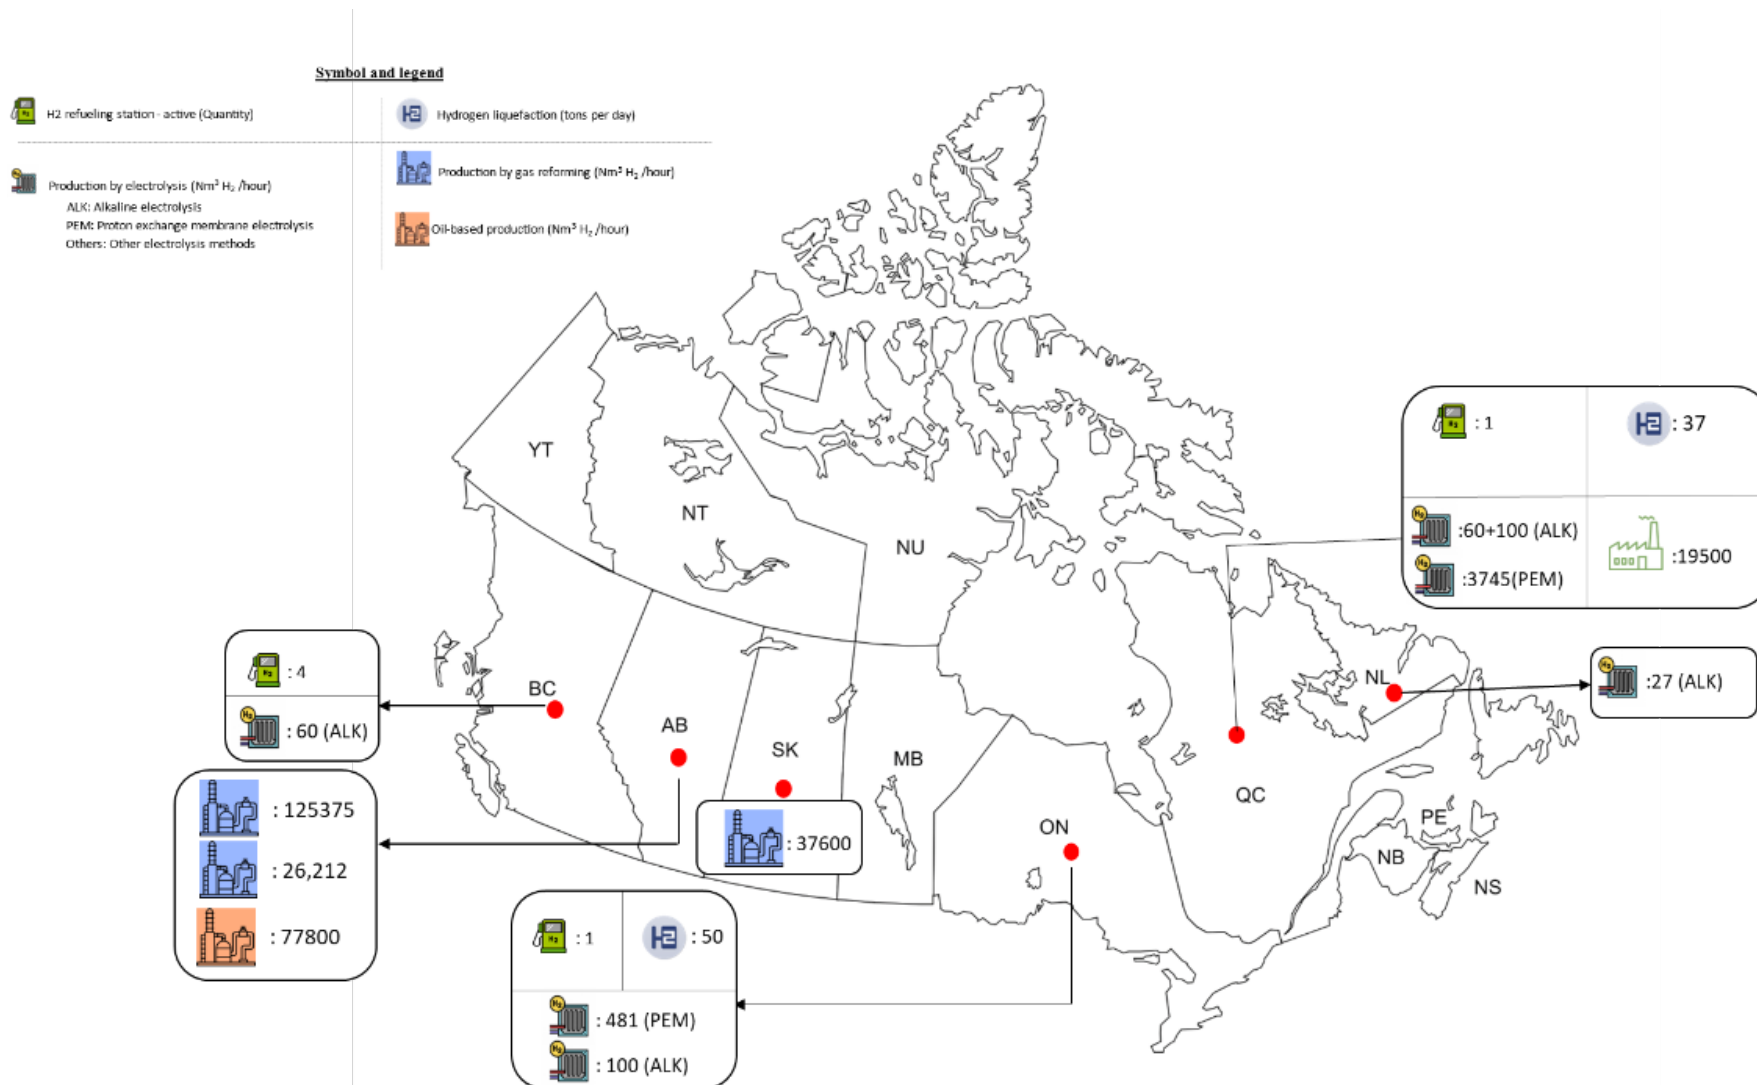 Symbol and legend
H2 refueling station - active (Quantity)
Hydrogen liquefaction (tons per day)
Production by electrolysis (Nm³ H₂ /hour)
ALK: Alkaline electrolysis
PEM: Proton exchange membrane electrolysis
Others: Other electrolysis methods
Production by gas reforming (Nm³ H₂ /hour)
Oil-based production (Nm³ H₂ /hour)
YT
NT
NU
BC
AB
SK
MB
ON
QC
NL
PE
NB
NS
: 1
H2 : 37
:60+100 (ALK)
:3745(PEM)
:19500
:27 (ALK)
: 4
: 60 (ALK)
: 125375
: 26,212
: 77800
: 37600
: 1
H2 : 50
: 481 (PEM)
: 100 (ALK)